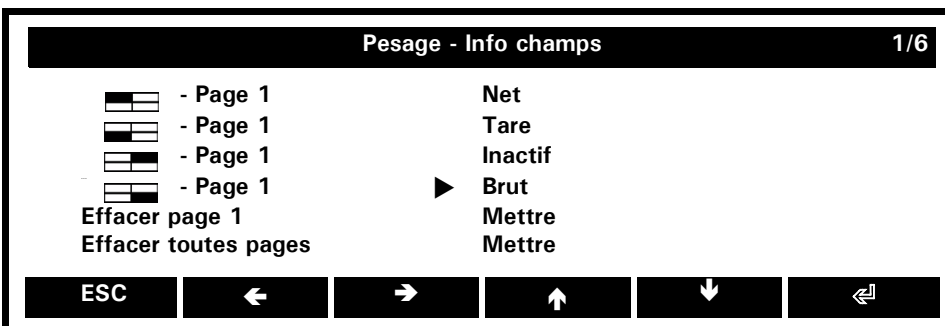 Pesage - Info champs 1/6
- Page 1 Net
- Page 1 Tare
- Page 1 Inactif
- Page 1 Brut
Effacer page 1 Mettre
Effacer toutes pages Mettre
ESC